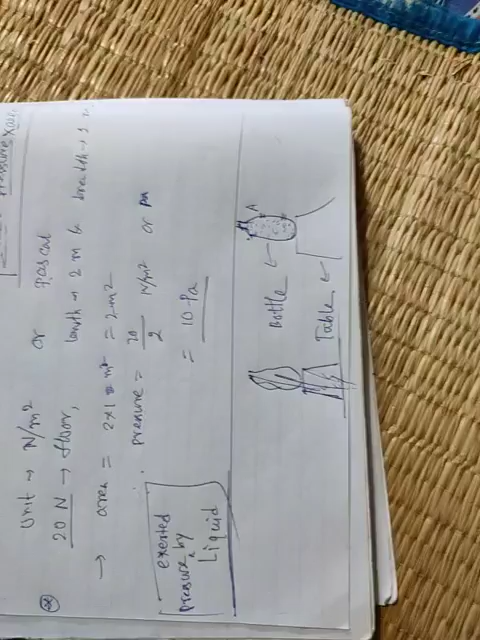 Pressure
Unit → N/m² or Pascal
20 N → floor, length → 2 m & breadth → 1 m
→ area = 2×1 m² = 2m²
∴ pressure = 20/2 N/m² or Pa
= 10 Pa
exerted
pressure by
Liquid
A
Bottle ←
Table ←